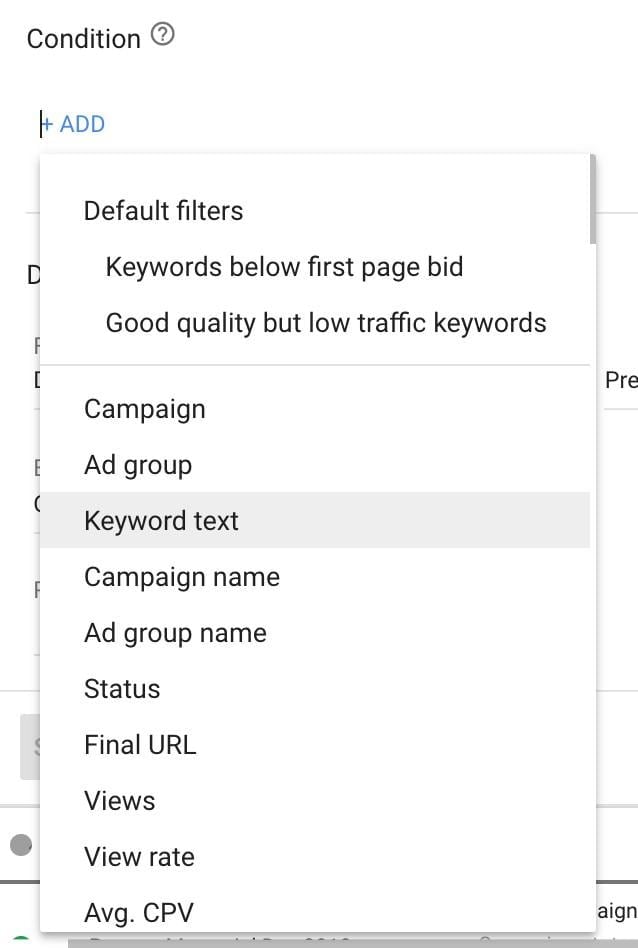 Condition ?
+ ADD
Default filters
Keywords below first page bid
Good quality but low traffic keywords
Pre
Campaign
Ad group
Keyword text
Campaign name
Ad group name
Status
Final URL
Views
View rate
Avg. CPV
aign